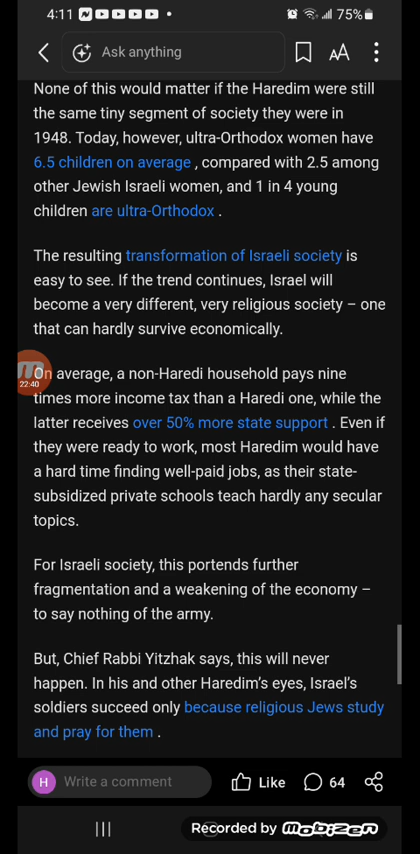 4:11
75%
Ask anything
AA
None of this would matter if the Haredim were still
the same tiny segment of society they were in
1948. Today, however, ultra-Orthodox women have
6.5 children on average , compared with 2.5 among
other Jewish Israeli women, and 1 in 4 young
children are ultra-Orthodox .
The resulting transformation of Israeli society is
easy to see. If the trend continues, Israel will
become a very different, very religious society – one
that can hardly survive economically.
On average, a non-Haredi household pays nine
22:40
times more income tax than a Haredi one, while the
latter receives over 50% more state support . Even if
they were ready to work, most Haredim would have
a hard time finding well-paid jobs, as their state-
subsidized private schools teach hardly any secular
topics.
For Israeli society, this portends further
fragmentation and a weakening of the economy –
to say nothing of the army.
But, Chief Rabbi Yitzhak says, this will never
happen. In his and other Haredim’s eyes, Israel’s
soldiers succeed only because religious Jews study
and pray for them .
H Write a comment Like 64
Recorded by mobizen